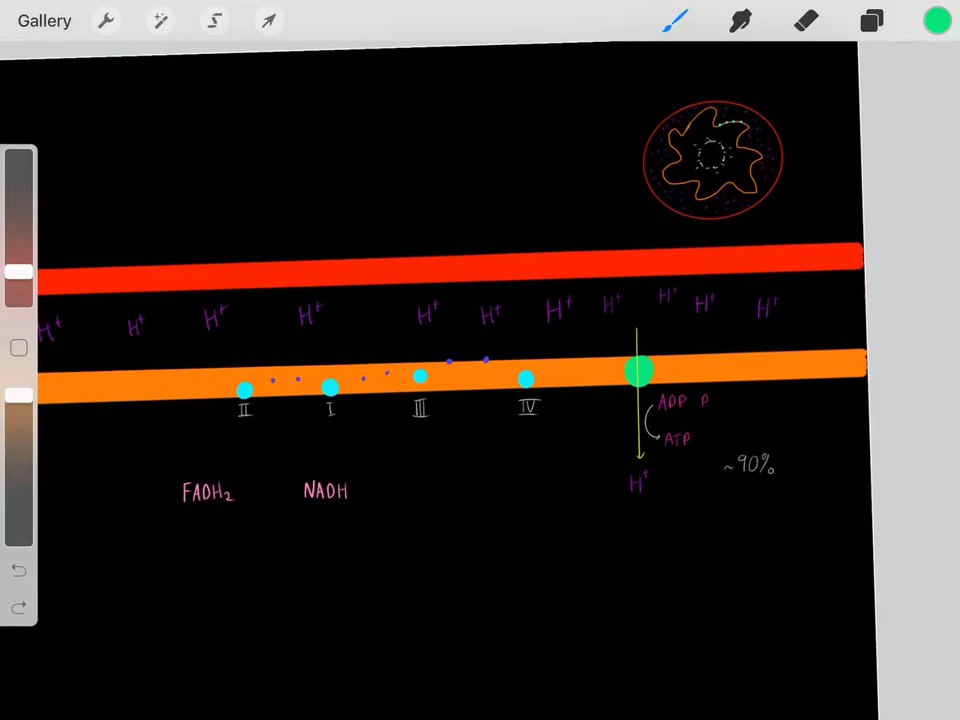 Gallery
H⁺ H⁺ H⁺ H⁺ H⁺ H⁺ H⁺ H⁺ H⁺ H⁺ H⁺
II I III IV
ADP P
ATP
~90%
H⁺
FADH₂ NADH